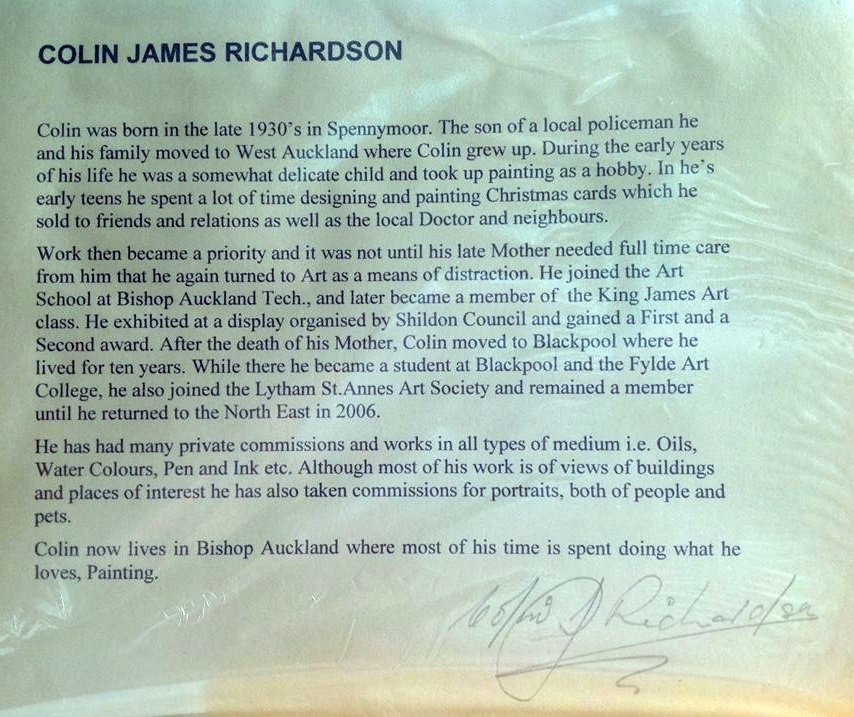 COLIN JAMES RICHARDSON
Colin was born in the late 1930's in Spennymoor. The son of a local policeman he
and his family moved to West Auckland where Colin grew up. During the early years
of his life he was a somewhat delicate child and took up painting as a hobby. In he's
early teens he spent a lot of time designing and painting Christmas cards which he
sold to friends and relations as well as the local Doctor and neighbours.
Work then became a priority and it was not until his late Mother needed full time care
from him that he again turned to Art as a means of distraction. He joined the Art
School at Bishop Auckland Tech., and later became a member of the King James Art
class. He exhibited at a display organised by Shildon Council and gained a First and a
Second award. After the death of his Mother, Colin moved to Blackpool where he
lived for ten years. While there he became a student at Blackpool and the Fylde Art
College, he also joined the Lytham St.Annes Art Society and remained a member
until he returned to the North East in 2006.
He has had many private commissions and works in all types of medium i.e. Oils,
Water Colours, Pen and Ink etc. Although most of his work is of views of buildings
and places of interest he has also taken commissions for portraits, both of people and
pets.
Colin now lives in Bishop Auckland where most of his time is spent doing what he
loves, Painting.
Colin J Richardson